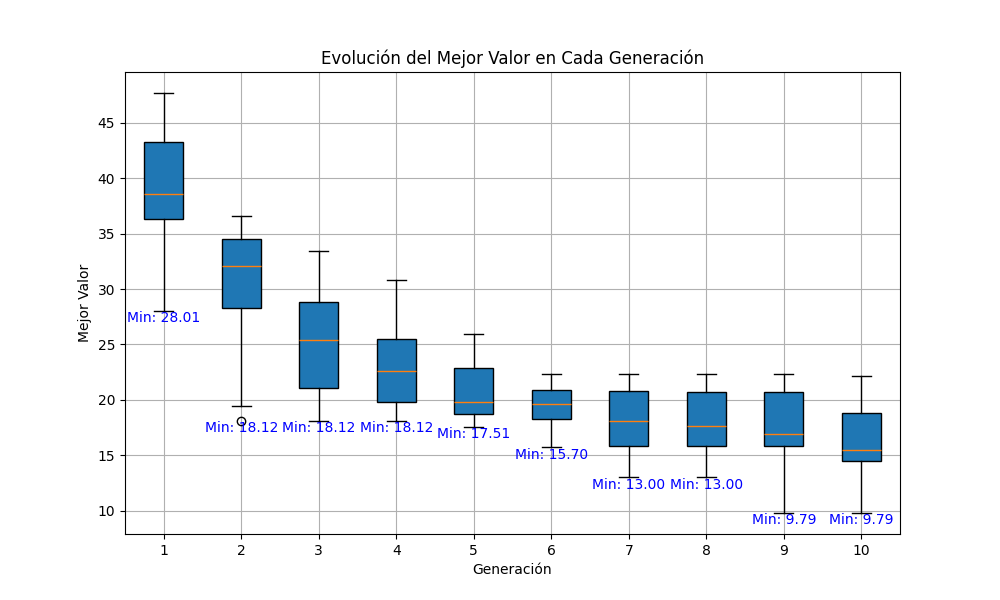 Evolución del Mejor Valor en Cada Generación
Mejor Valor
45
40
35
30
25
20
15
10
Min: 28.01
Min: 18.12
Min: 18.12
Min: 18.12
Min: 17.51
Min: 15.70
Min: 13.00
Min: 13.00
Min: 9.79
Min: 9.79
1 2 3 4 5 6 7 8 9 10
Generación